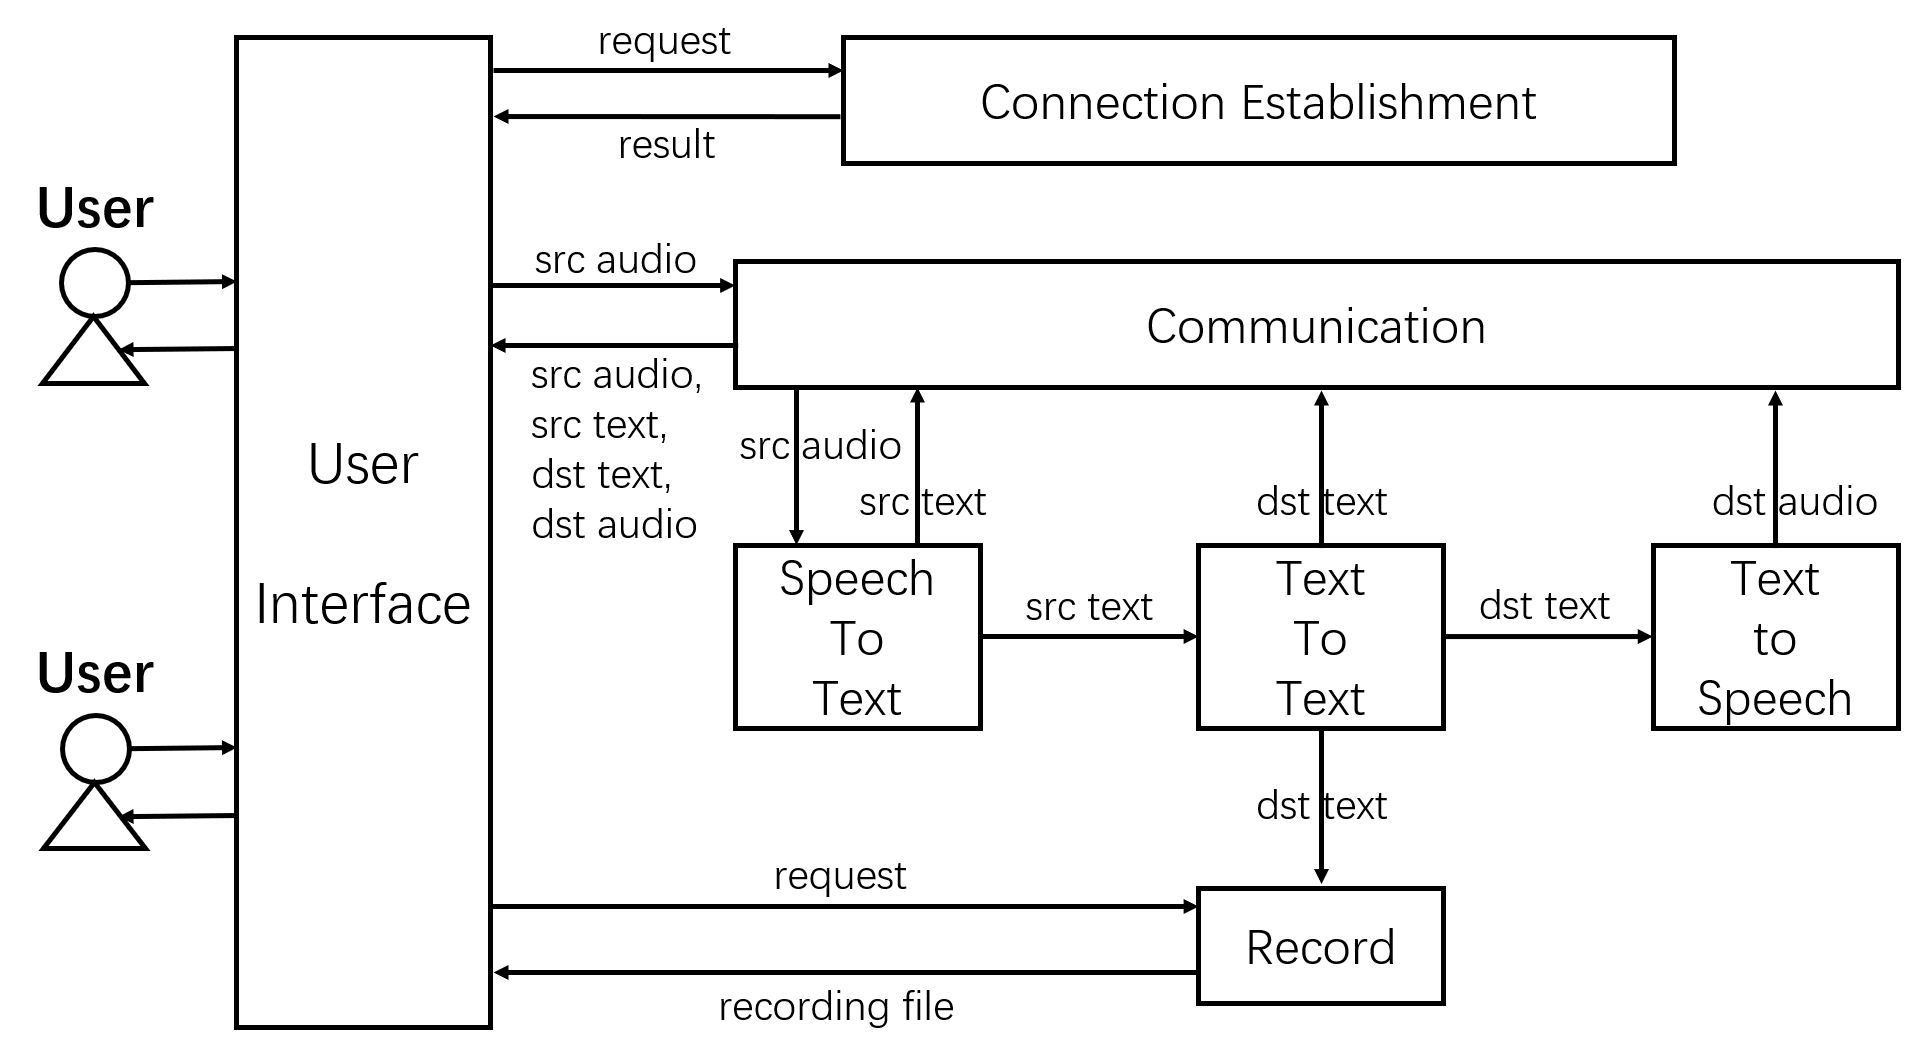 request
Connection Establishment
result
User
src audio
Communication
src audio,
src text,
dst text,
dst audio
src audio
src text
dst text
dst audio
User
Interface
Speech
To
Text
src text
Text
To
Text
dst text
Text
to
Speech
User
dst text
request
Record
recording file